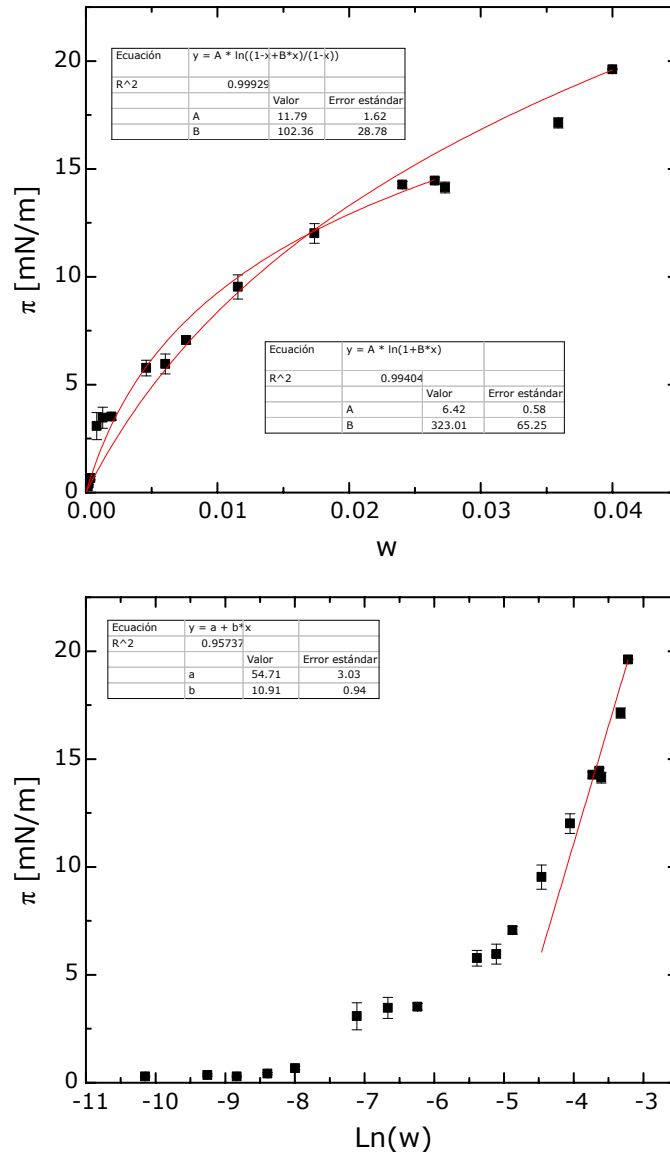 20
15
10
5
0
π [mN/m]
Ecuación y = A * ln((1-x+B*x)/(1-x))
R^2 0.99929
Valor Error estándar
A 11.79 1.62
B 102.36 28.78
Ecuación y = A * ln(1+B*x)
R^2 0.99404
Valor Error estándar
A 6.42 0.58
B 323.01 65.25
0.00 0.01 0.02 0.03 0.04
w
20
15
10
5
0
π [mN/m]
Ecuación y = a + b*x
R^2 0.95737
Valor Error estándar
a 54.71 3.03
b 10.91 0.94
-11 -10 -9 -8 -7 -6 -5 -4 -3
Ln(w)